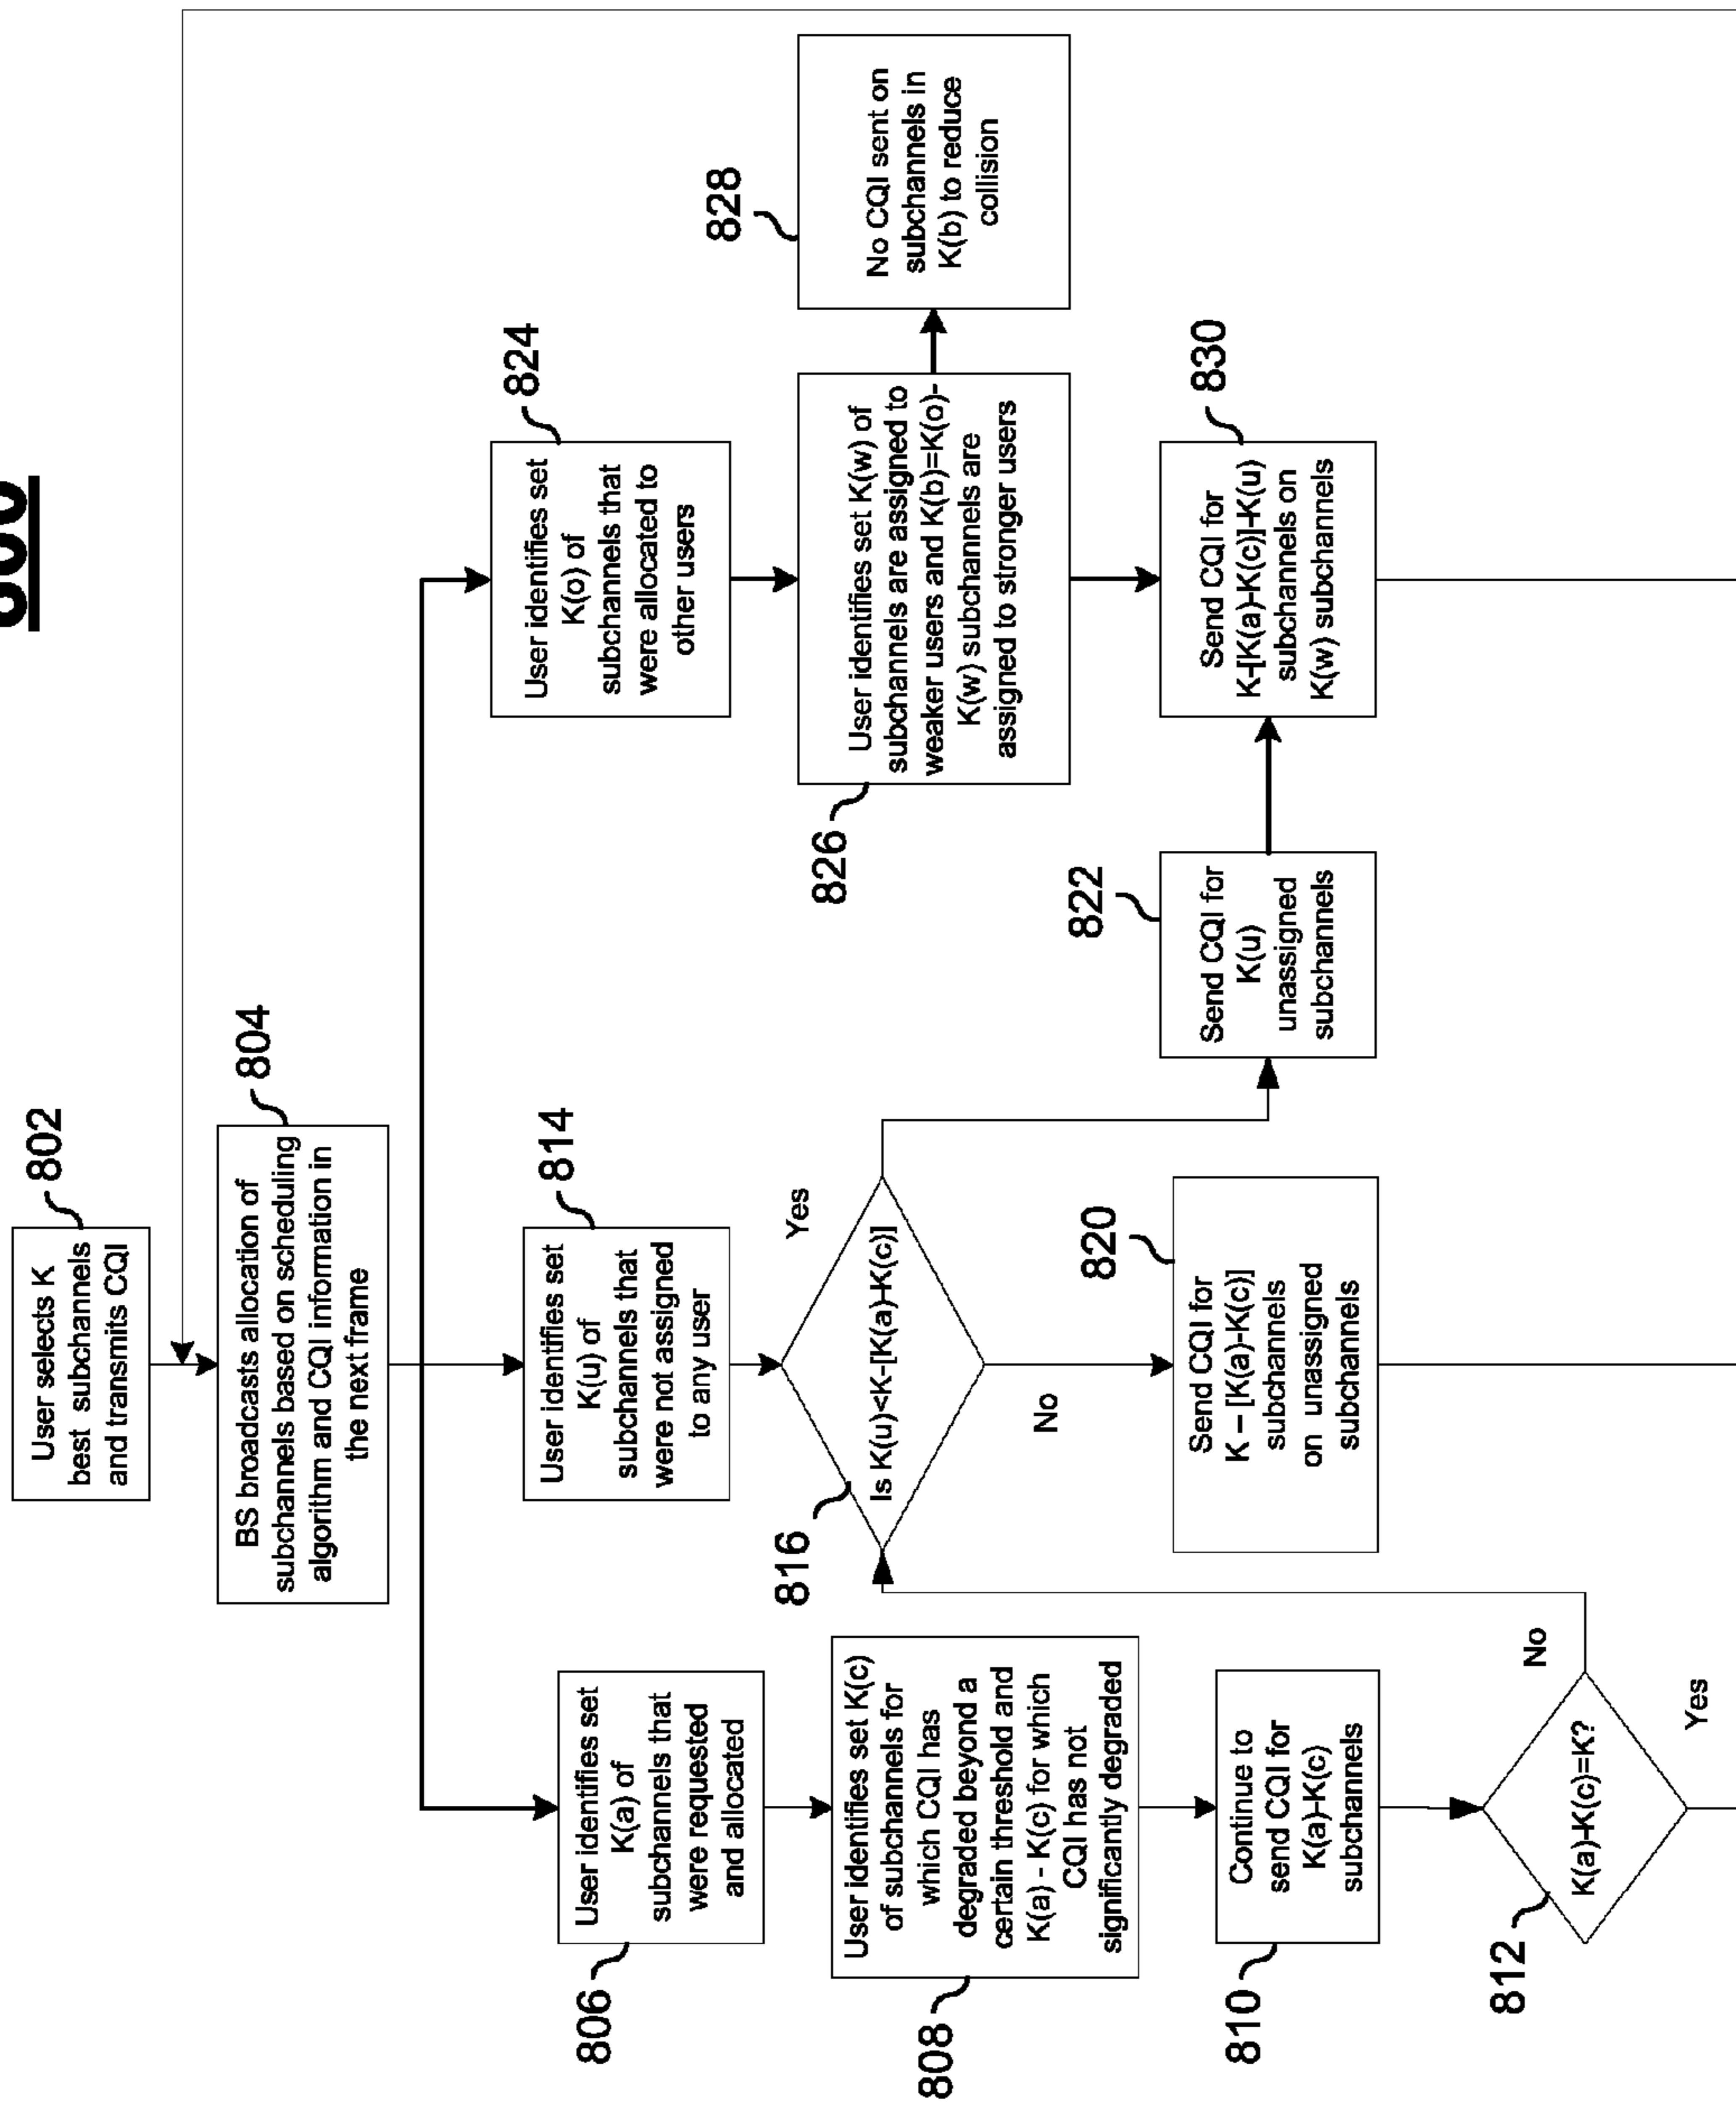 802
User selects K
best subchannels
and transmits CQI
804
BS broadcasts allocation of
subchannels based on scheduling
algorithm and CQI information in
the next frame
806
User identifies set
K(a) of
subchannels that
were requested
and allocated
808
User identifies set K(c)
of subchannels for
which CQI has
degraded beyond a
certain threshold and
K(a) - K(c) for which
CQI has not
significantly degraded
810
Continue to
send CQI for
K(a)-K(c)
subchannels
812
K(a)-K(c)=K?
No
Yes
814
User identifies set
K(u) of
subchannels that
were not assigned
to any user
816
Is K(u)<K-[K(a)-K(c)]
Yes
No
820
Send CQI for
K – [K(a)-K(c)]
subchannels
on unassigned
subchannels
822
Send CQI for
K(u)
unassigned
subchannels
824
User identifies set
K(o) of
subchannels that
were allocated to
other users
826
User identifies set K(w) of
subchannels are assigned to
weaker users and K(b)=K(o)-
K(w) subchannels are
assigned to stronger users
828
No CQI sent on
subchannels in
K(b) to reduce
collision
830
Send CQI for
K-[K(a)-K(c)]-K(u)
subchannels on
K(w) subchannels